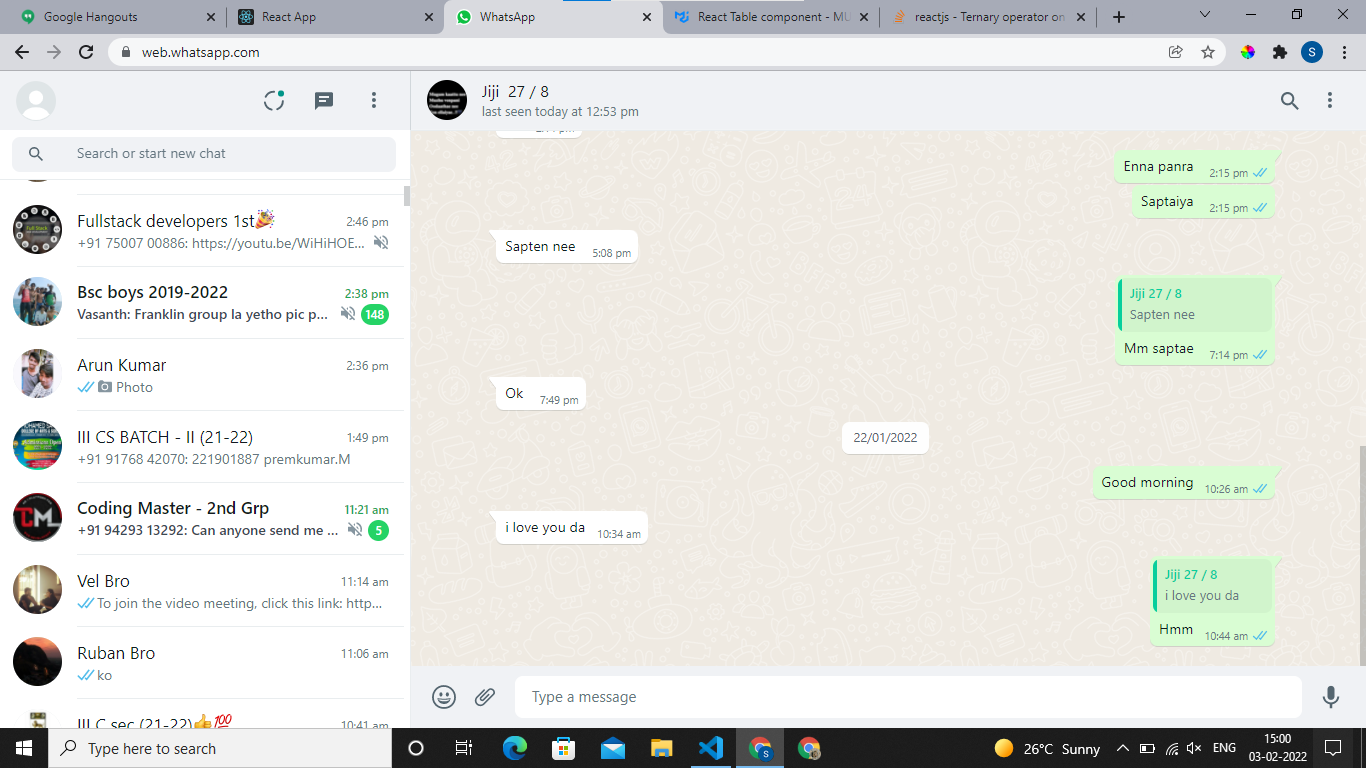 Google Hangouts
React App
WhatsApp
React Table component - MU
reactjs - Ternary operator on
web.whatsapp.com
S
Jiji 27 / 8
last seen today at 12:53 pm
Search or start new chat
Fullstack developers 1st🎉 2:46 pm
+91 75007 00886: https://youtu.be/WiHiHOE...
Bsc boys 2019-2022 2:38 pm
Vasanth: Franklin group la yetho pic p... 148
Arun Kumar 2:36 pm
Photo
III CS BATCH - II (21-22) 1:49 pm
+91 91768 42070: 221901887 premkumar.M
Coding Master - 2nd Grp 11:21 am
+91 94293 13292: Can anyone send me ... 5
Vel Bro 11:14 am
To join the video meeting, click this link: http...
Ruban Bro 11:06 am
ko
III C sec (21-22)👍💯 10:41 am
Enna panra 2:15 pm
Saptaiya 2:15 pm
Sapten nee 5:08 pm
Jiji 27 / 8
Sapten nee
Mm saptae 7:14 pm
Ok 7:49 pm
22/01/2022
Good morning 10:26 am
i love you da 10:34 am
Jiji 27 / 8
i love you da
Hmm 10:44 am
Type a message
Type here to search
26°C Sunny
ENG
15:00
03-02-2022